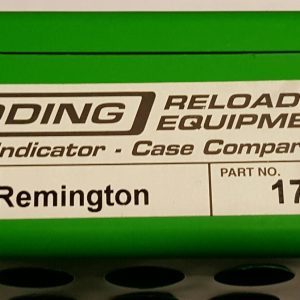 DING RELOAD
EQUIPME
Indicator - Case Compar
Remington PART NO.
17